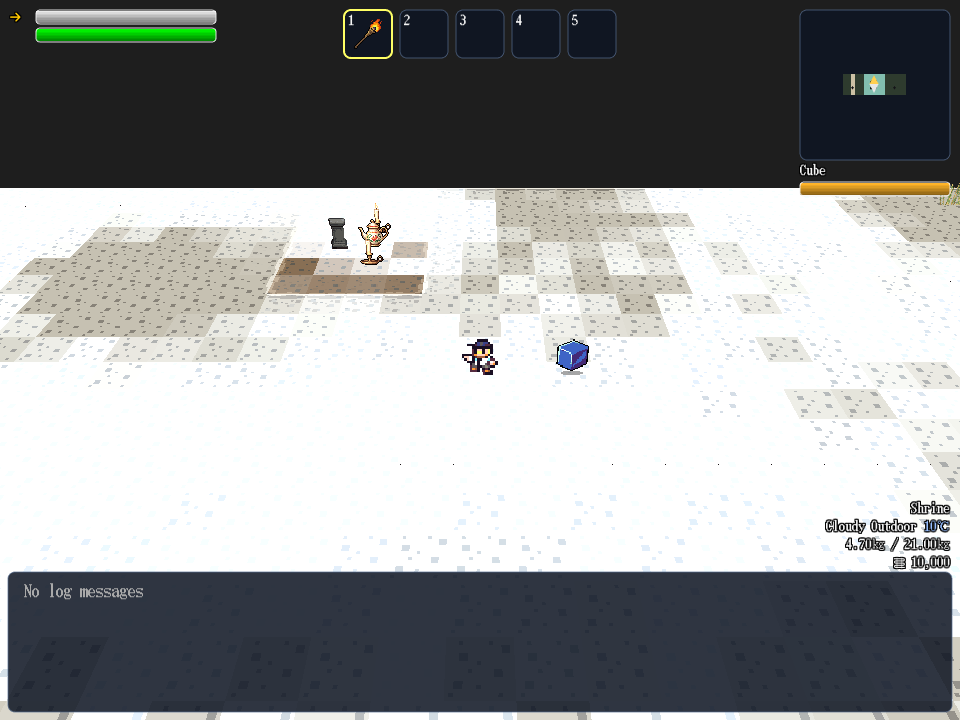 1 2 3 4 5
Cube
Shrine
Cloudy Outdoor 10℃
4.70kg / 21.00kg
10,000
No log messages